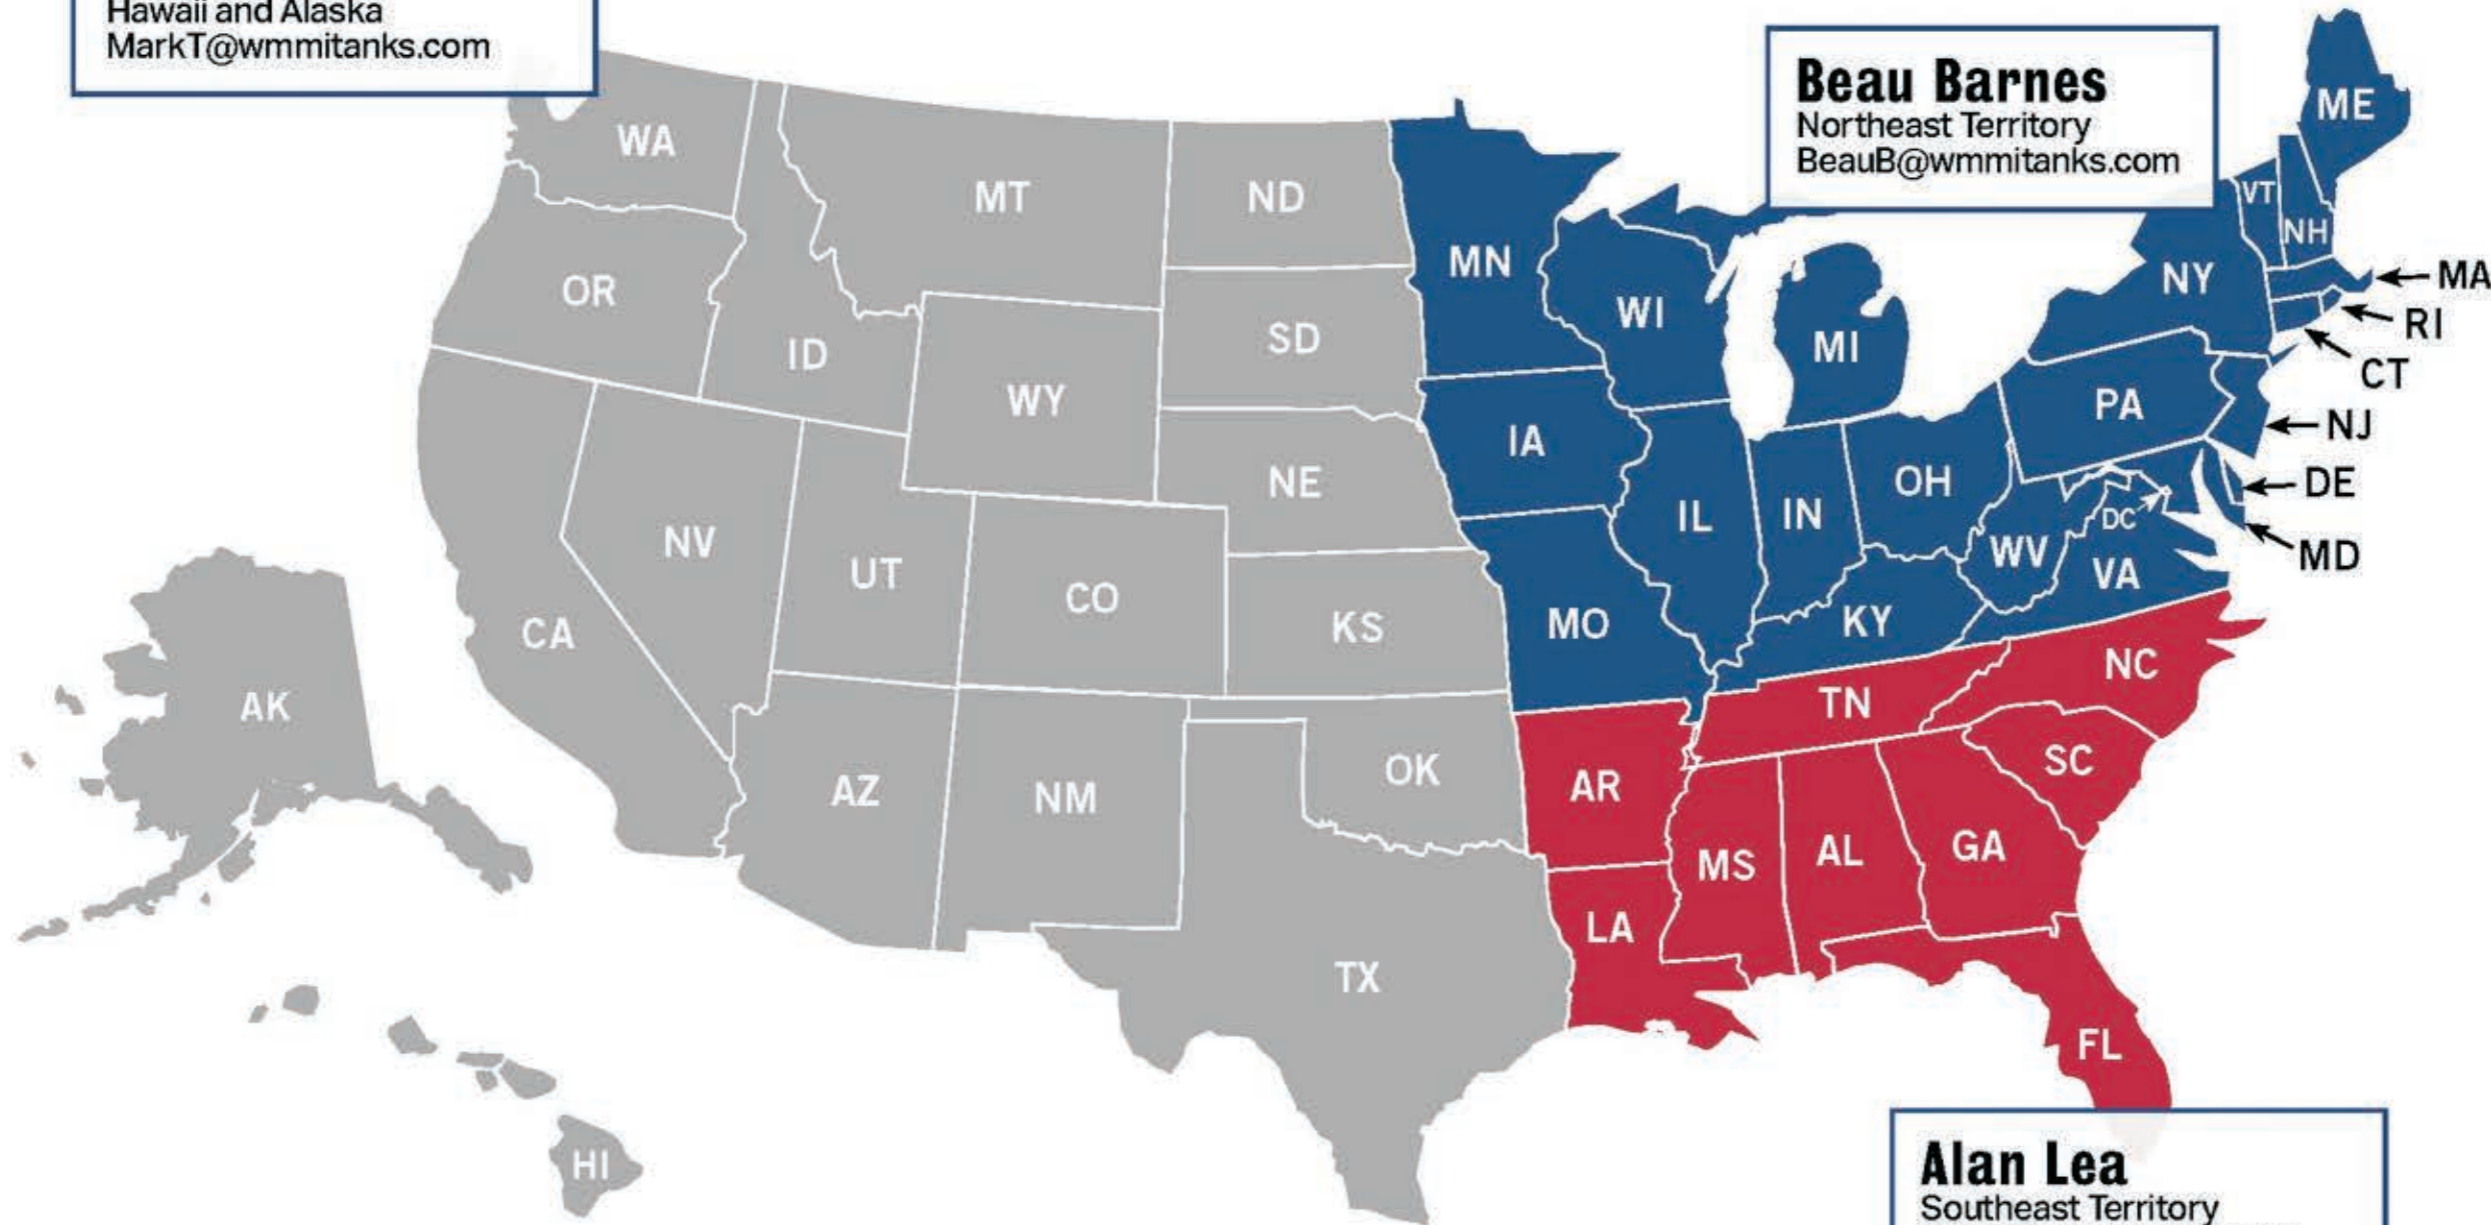 Hawaii and Alaska
MarkT@wmmitanks.com
Beau Barnes
Northeast Territory
BeauB@wmmitanks.com
ME
WA
MT
ND
VT
NH
MN
NY
MA
OR
WI
RI
SD
ID
MI
CT
WY
PA
NJ
IA
NE
OH
DE
IL
IN
DC
NV
WV
MD
UT
VA
CO
MO
KY
KS
CA
NC
AK
TN
SC
OK
AR
AZ
NM
AL
GA
MS
LA
TX
FL
HI
Alan Lea
Southeast Territory